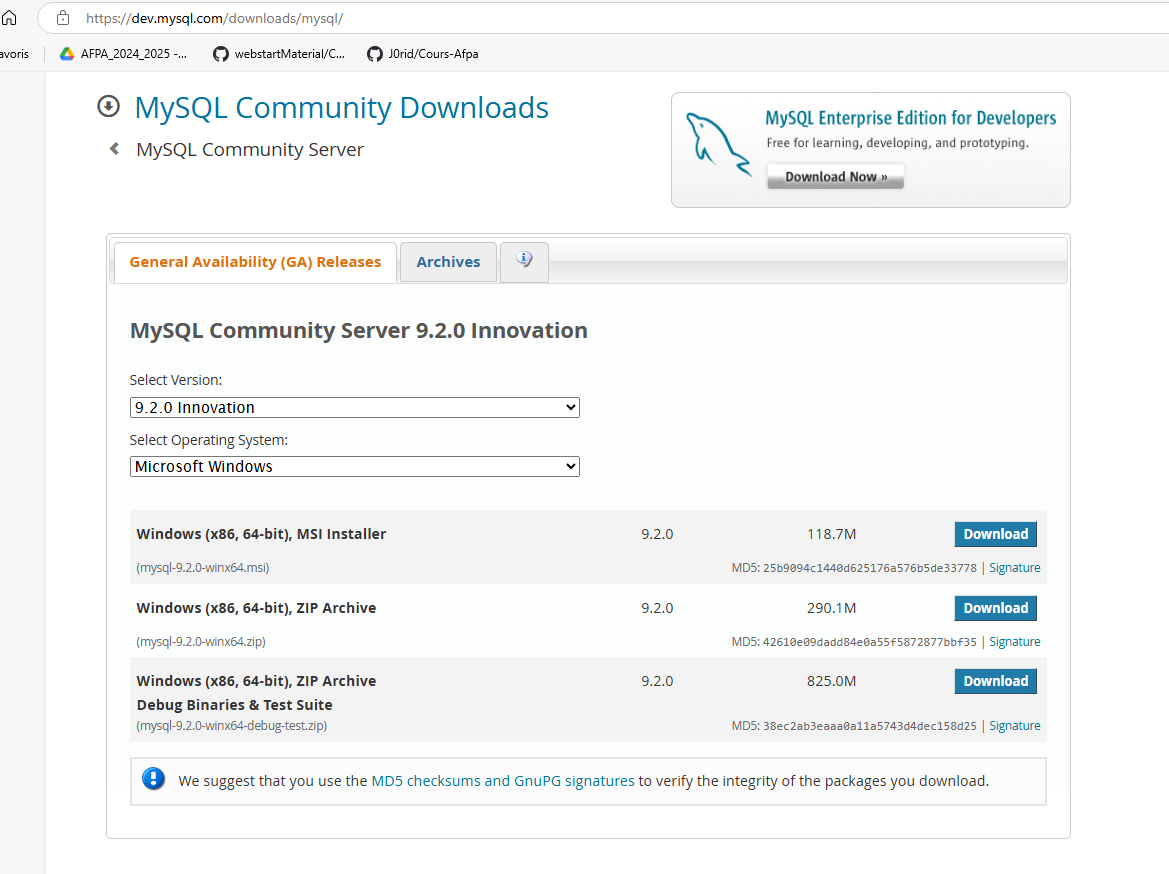 https://dev.mysql.com/downloads/mysql/
avoris
AFPA_2024_2025 -...
webstartMaterial/C...
J0rid/Cours-Afpa
MySQL Community Downloads
MySQL Community Server
MySQL Enterprise Edition for Developers
Free for learning, developing, and prototyping.
Download Now »
General Availability (GA) Releases
Archives
i
MySQL Community Server 9.2.0 Innovation
Select Version:
9.2.0 Innovation
Select Operating System:
Microsoft Windows
Windows (x86, 64-bit), MSI Installer 9.2.0 118.7M Download
(mysql-9.2.0-winx64.msi) MD5: 25b9094c1440d625176a576b5de33778 | Signature
Windows (x86, 64-bit), ZIP Archive 9.2.0 290.1M Download
(mysql-9.2.0-winx64.zip) MD5: 42610e09dadd84e0a55f5872877bbf35 | Signature
Windows (x86, 64-bit), ZIP Archive 9.2.0 825.0M Download
Debug Binaries & Test Suite
(mysql-9.2.0-winx64-debug-test.zip) MD5: 38ec2ab3eaaa0a11a5743d4dec158d25 | Signature
We suggest that you use the MD5 checksums and GnuPG signatures to verify the integrity of the packages you download.